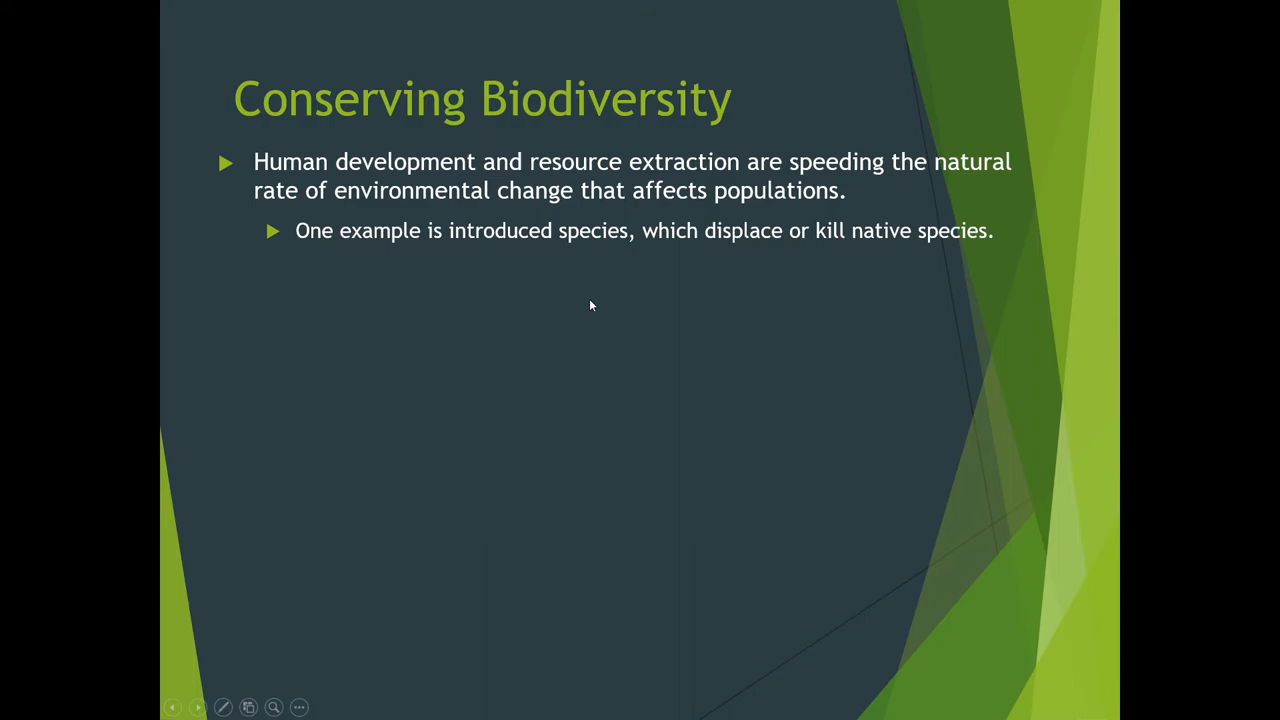 Conserving Biodiversity
Human development and resource extraction are speeding the natural
rate of environmental change that affects populations.
One example is introduced species, which displace or kill native species.